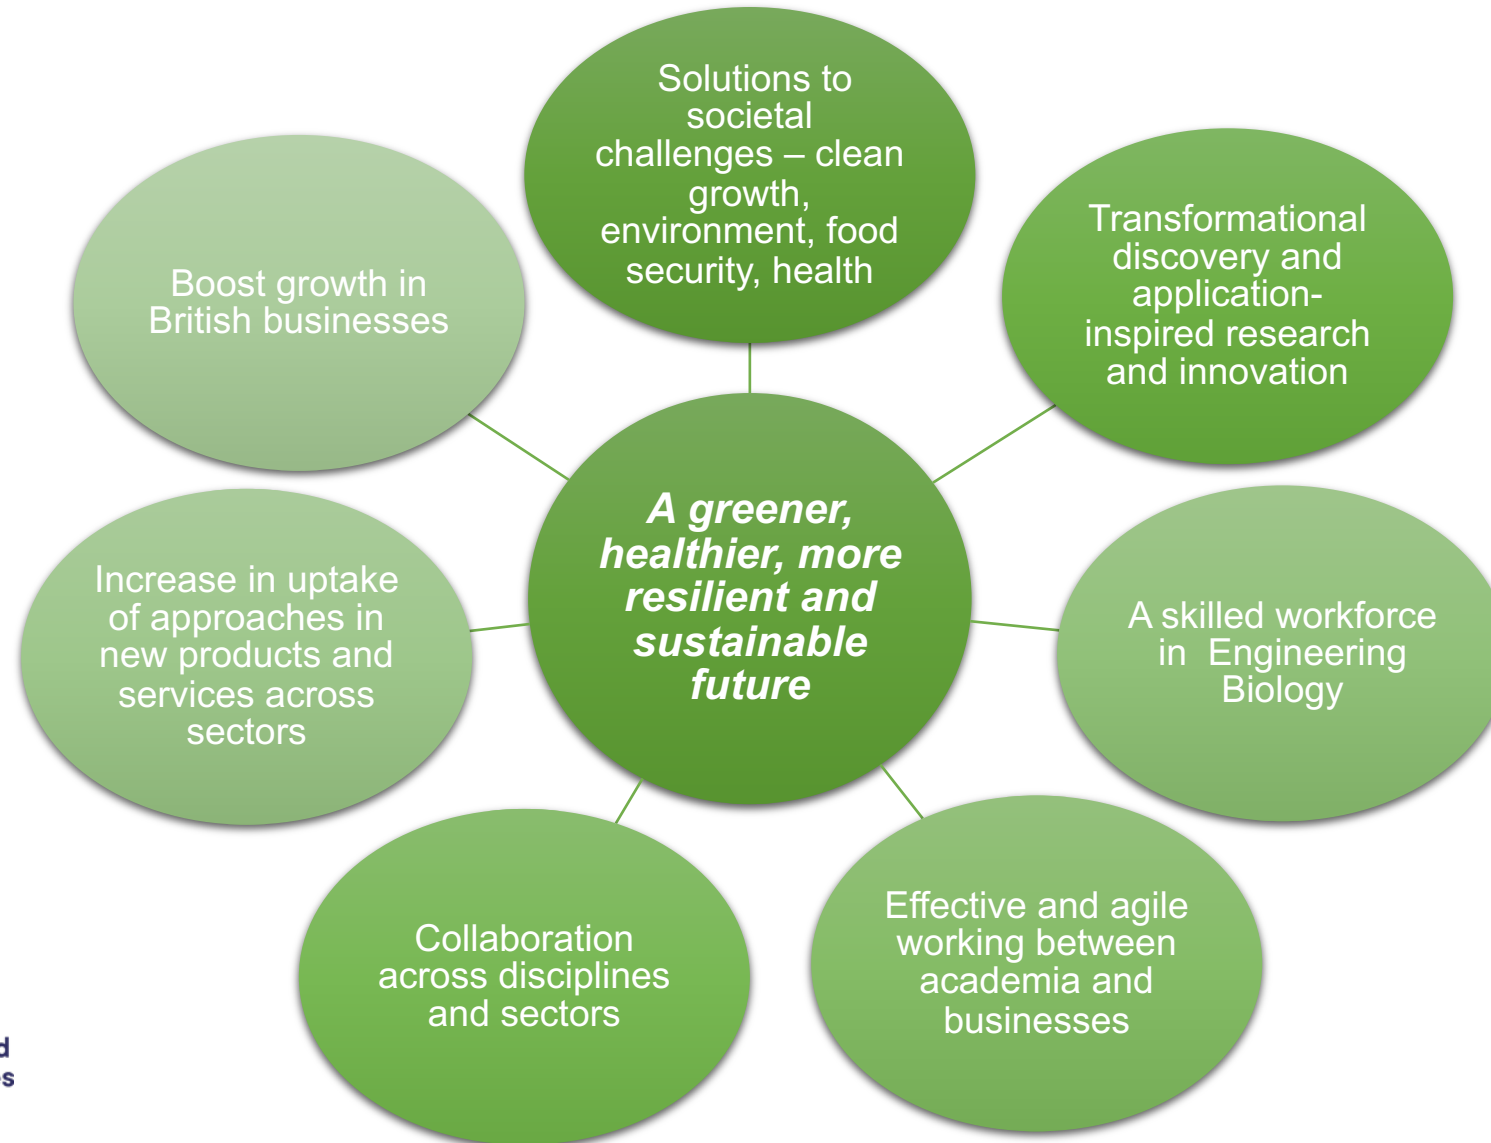 Solutions to
societal
challenges – clean
growth,
environment, food
security, health
Transformational
discovery and
application-
inspired research
and innovation
A skilled workforce
in  Engineering
Biology
Effective and agile
working between
academia and
businesses
Collaboration
across disciplines
and sectors
Increase in uptake
of approaches in
new products and
services across
sectors
Boost growth in
British businesses
A greener,
healthier, more
resilient and
sustainable
future